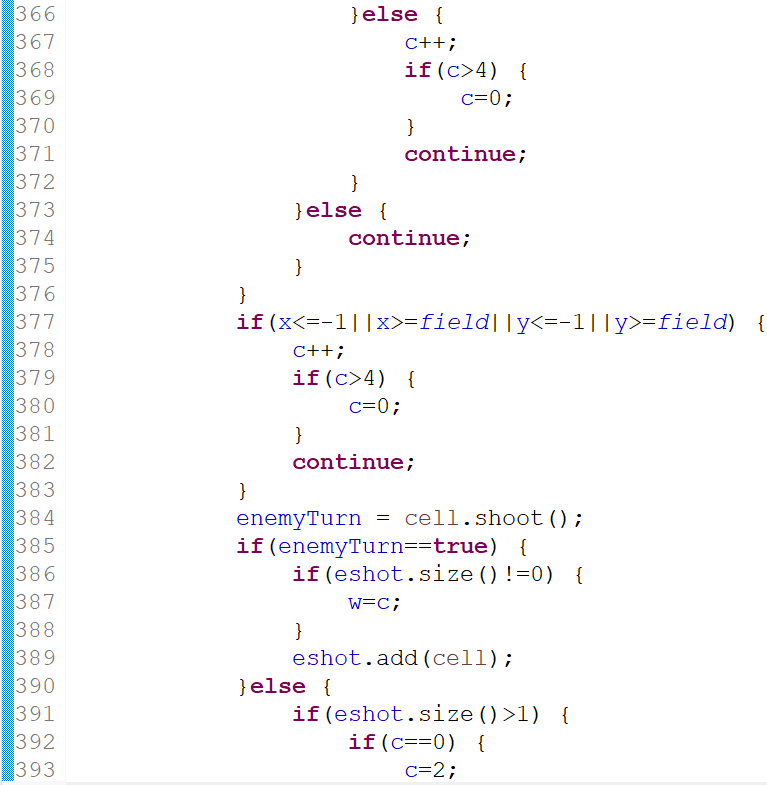 366 }else {
367 c++;
368 if(c>4) {
369 c=0;
370 }
371 continue;
372 }
373 }else {
374 continue;
375 }
376 }
377 if(x<=-1||x>=field||y<=-1||y>=field) {
378 c++;
379 if(c>4) {
380 c=0;
381 }
382 continue;
383 }
384 enemyTurn = cell.shoot();
385 if(enemyTurn==true) {
386 if(eshot.size()!=0) {
387 w=c;
388 }
389 eshot.add(cell);
390 }else {
391 if(eshot.size()>1) {
392 if(c==0) {
393 c=2;